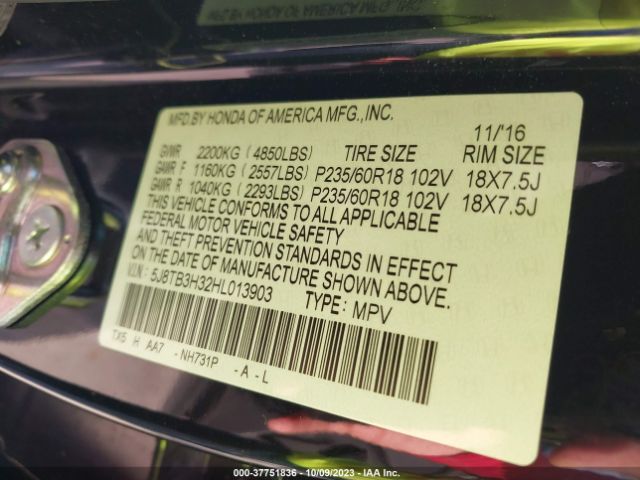 MFD.BY HONDA OF AMERICA MFG.,INC.
11/'16
GVWR 2200KG (4850LBS) TIRE SIZE RIM SIZE
GAWR F 1160KG (2557LBS) P235/60R18 102V 18X7.5J
GAWR R 1040KG (2293LBS) P235/60R18 102V 18X7.5J
THIS VEHICLE CONFORMS TO ALL APPLICABLE
FEDERAL MOTOR VEHICLE SAFETY
AND THEFT PREVENTION STANDARDS IN EFFECT
ON THE DATE OF MANUFACTURE SHOWN ABOVE.
V.I.N.: 5J8TB3H32HL013903 TYPE: MPV
TX5 H AA7 -NH731P -A-L
000-37751836 - 10/09/2023 - IAA Inc.